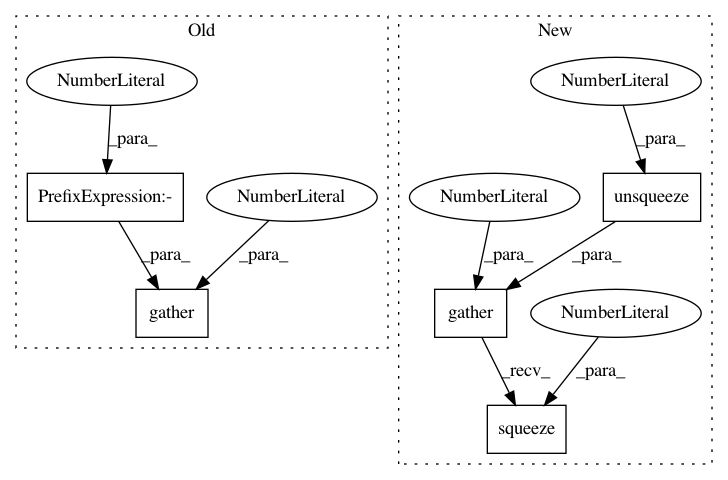 Old
New
NumberLiteral
NumberLiteral
_para_
_para_
PrefixExpression:-
NumberLiteral
NumberLiteral
unsqueeze
_para_
_para_
_para_
_para_
gather
gather
NumberLiteral
_recv_
_para_
squeeze